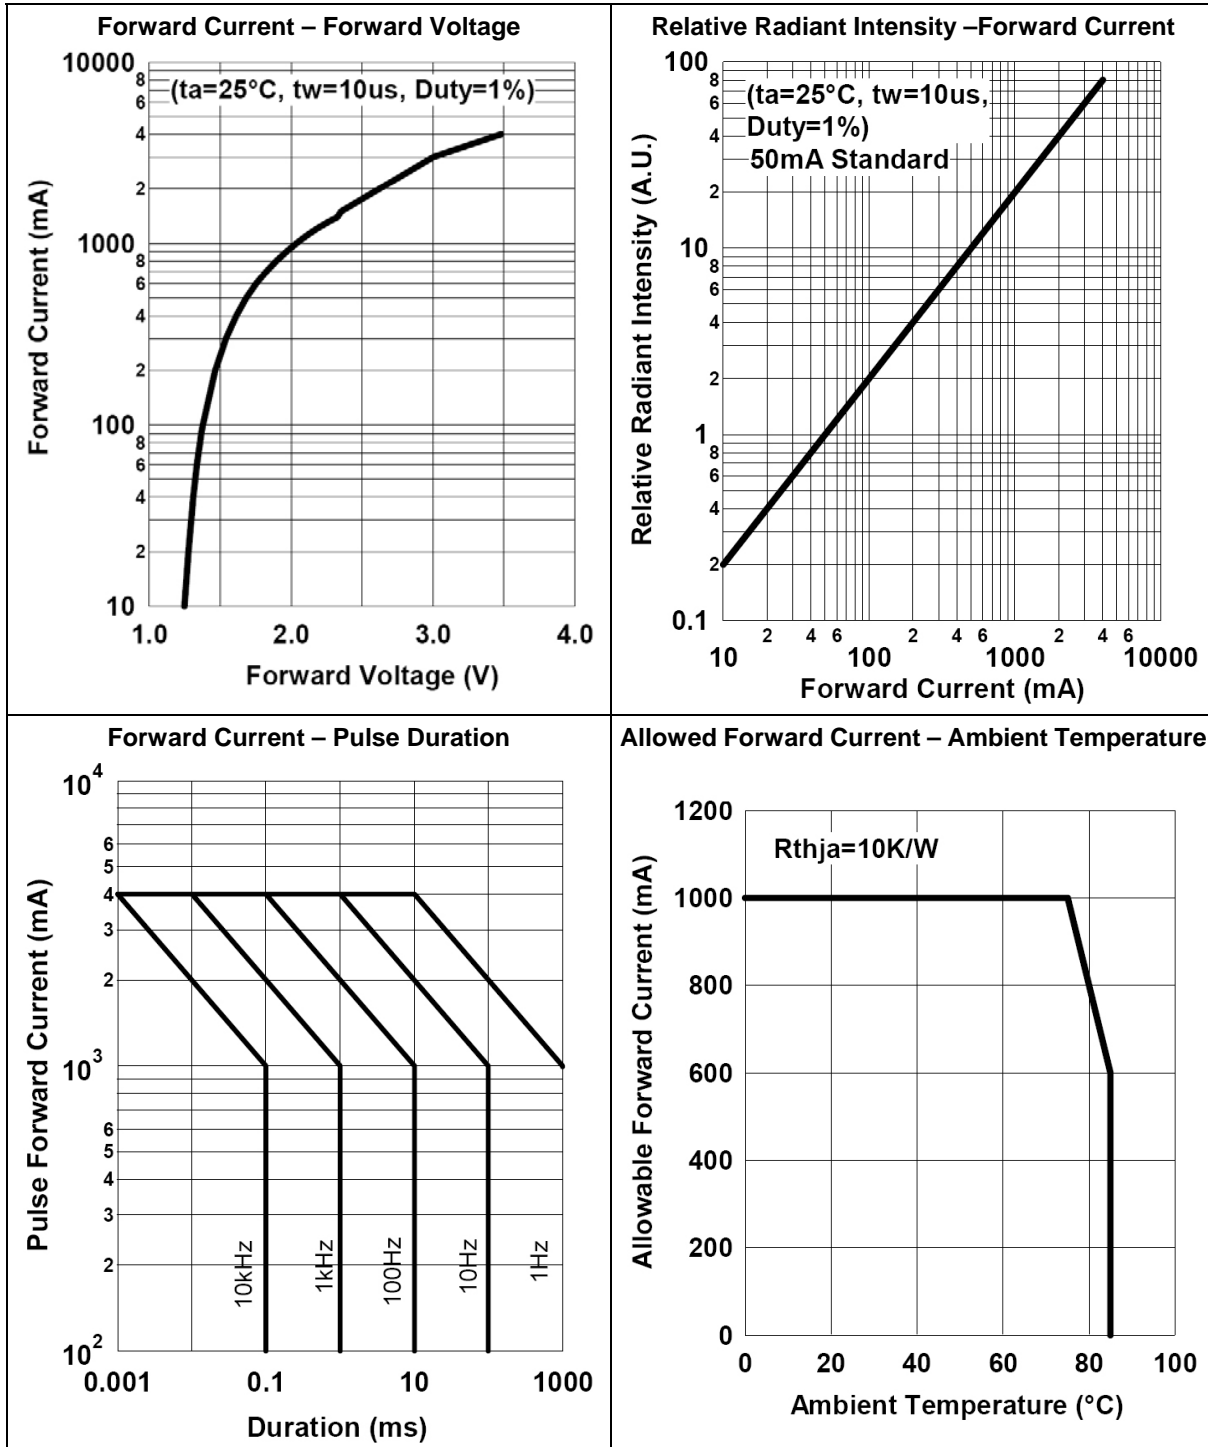 Forward Current – Forward Voltage
10000
8
6
4
2
1000
8
6
4
2
100
8
6
4
2
10
(ta=25°C, tw=10us, Duty=1%)
Forward Current (mA)
1.0 2.0 3.0 4.0
Forward Voltage (V)
Relative Radiant Intensity –Forward Current
100
8
6
4
2
10
8
6
4
2
1
8
6
4
2
0.1
(ta=25°C, tw=10us,
Duty=1%)
50mA Standard
Relative Radiant Intensity (A.U.)
2 4 6 2 4 6 2 4 6
10 100 1000 10000
Forward Current (mA)
Forward Current – Pulse Duration
10^4
6
5
4
3
2
10^3
6
5
4
3
2
10^2
Pulse Forward Current (mA)
10kHz
1kHz
100Hz
10Hz
1Hz
0.001 0.1 10 1000
Duration (ms)
Allowed Forward Current – Ambient Temperature
1200
1000
800
600
400
200
0
Rthja=10K/W
Allowable Forward Current (mA)
0 20 40 60 80 100
Ambient Temperature (°C)